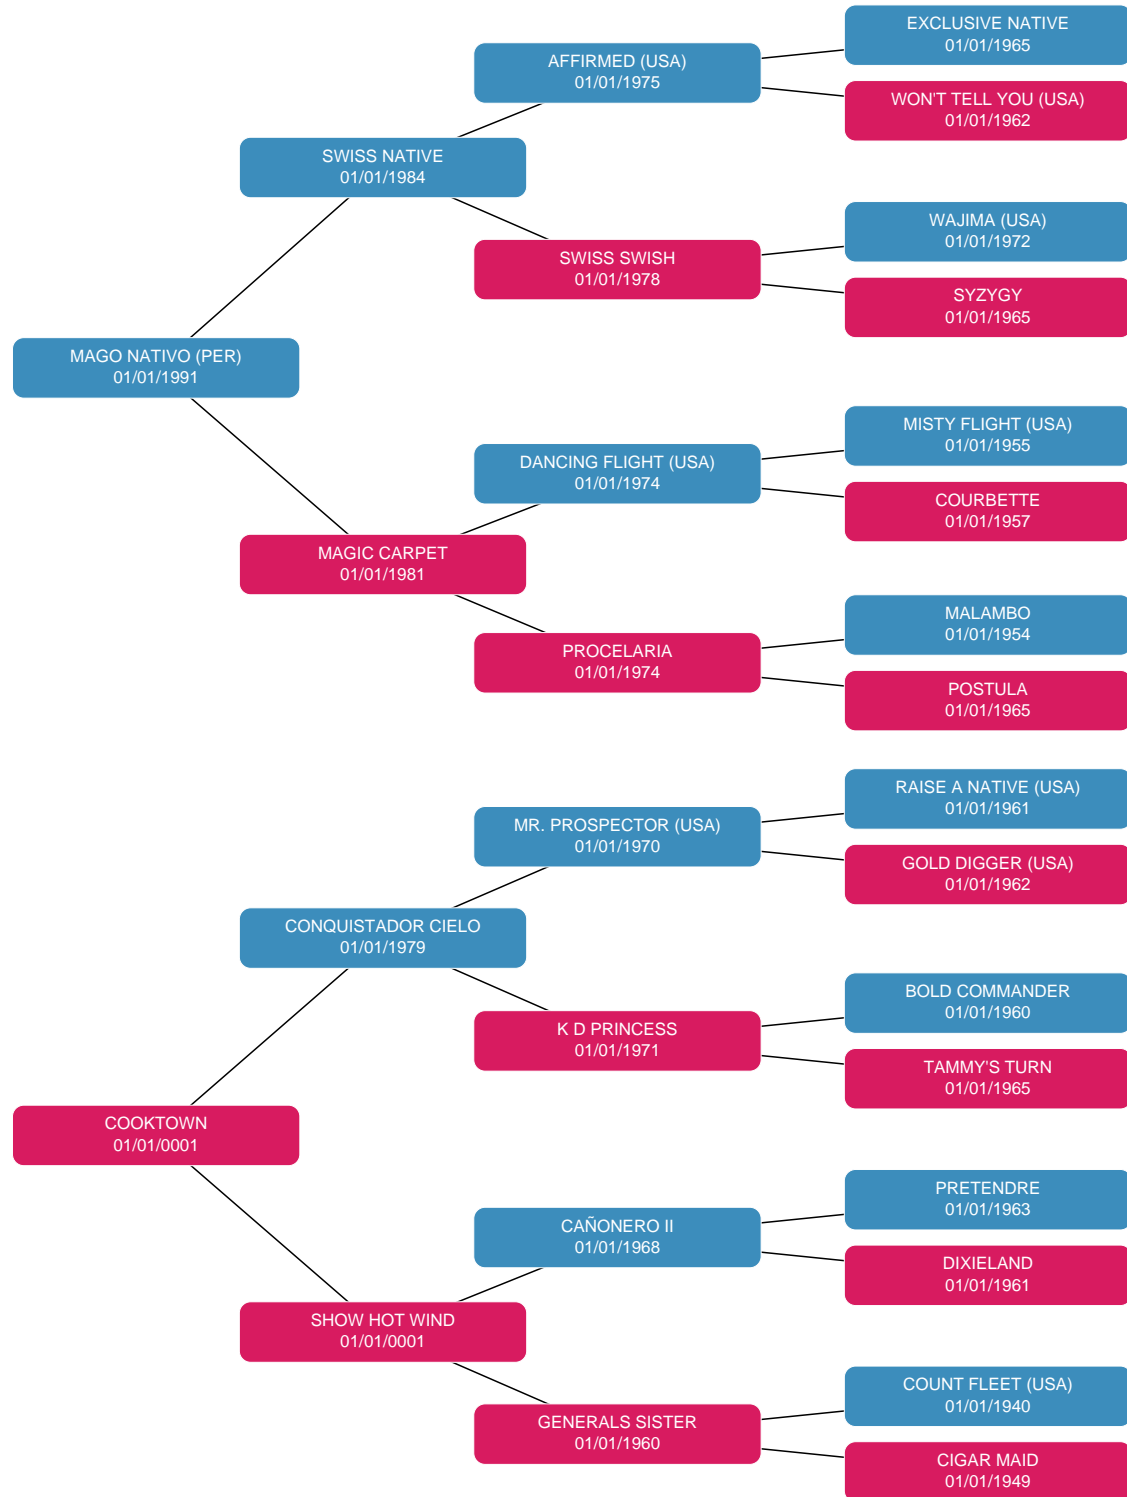 EXCLUSIVE NATIVE
01/01/1965
AFFIRMED (USA)
01/01/1975
WON'T TELL YOU (USA)
01/01/1962
SWISS NATIVE
01/01/1984
WAJIMA (USA)
01/01/1972
SWISS SWISH
01/01/1978
SYZYGY
01/01/1965
MAGO NATIVO (PER)
01/01/1991
MISTY FLIGHT (USA)
01/01/1955
DANCING FLIGHT (USA)
01/01/1974
COURBETTE
01/01/1957
MAGIC CARPET
01/01/1981
MALAMBO
01/01/1954
PROCELARIA
01/01/1974
POSTULA
01/01/1965
RAISE A NATIVE (USA)
01/01/1961
MR. PROSPECTOR (USA)
01/01/1970
GOLD DIGGER (USA)
01/01/1962
CONQUISTADOR CIELO
01/01/1979
BOLD COMMANDER
01/01/1960
K D PRINCESS
01/01/1971
TAMMY'S TURN
01/01/1965
COOKTOWN
01/01/0001
PRETENDRE
01/01/1963
CAÑONERO II
01/01/1968
DIXIELAND
01/01/1961
SHOW HOT WIND
01/01/0001
COUNT FLEET (USA)
01/01/1940
GENERALS SISTER
01/01/1960
CIGAR MAID
01/01/1949